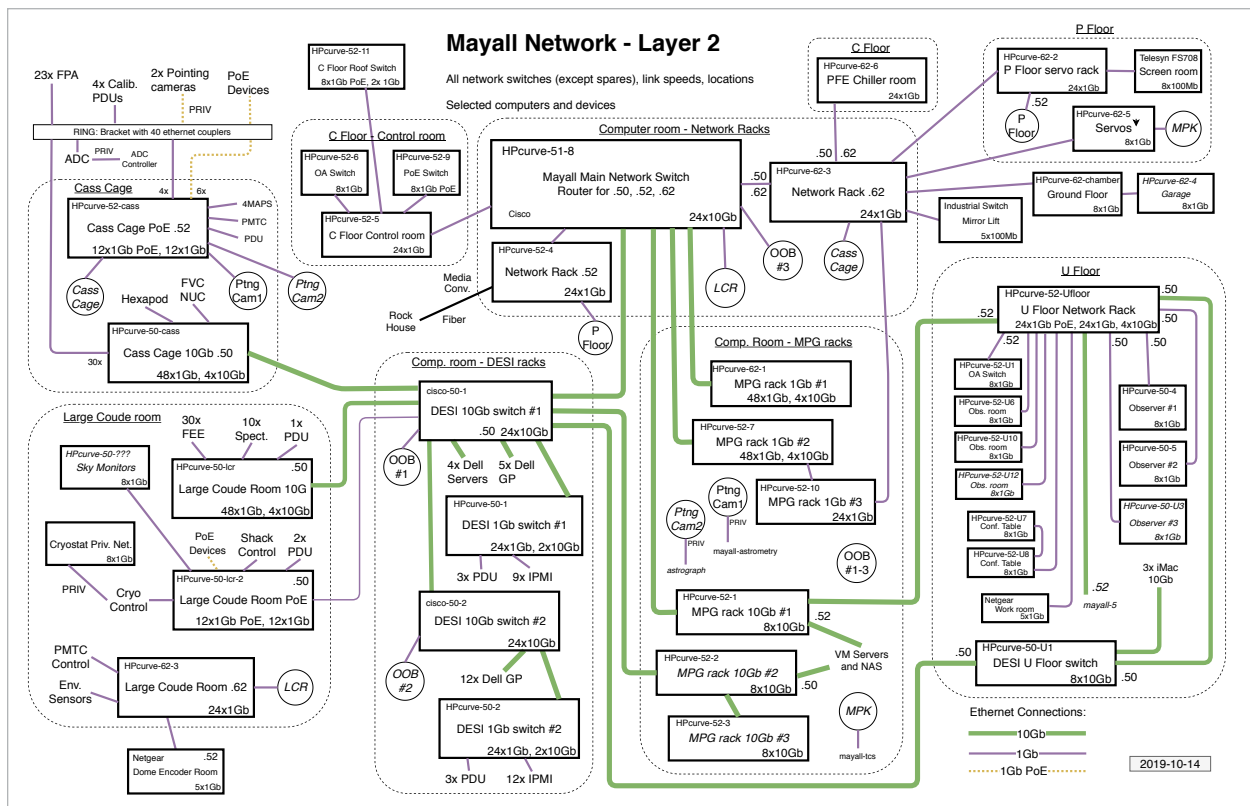 Mayall Network - Layer 2
All network switches (except spares), link speeds, locations
Selected computers and devices
23x FPA
4x Calib.
PDUs
2x Pointing
cameras
PoE
Devices
PRIV
RING: Bracket with 40 ethernet couplers
ADC
PRIV
ADC
Controller
Cass Cage
4x
6x
HPcurve-52-cass
Cass Cage PoE .52
12x1Gb PoE, 12x1Gb
4MAPS
PMTC
PDU
Cass
Cage
Ptng
Cam1
Ptng
Cam2
Hexapod
FVC
NUC
HPcurve-50-cass
Cass Cage 10Gb .50
48x1Gb, 4x10Gb
30x
HPcurve-52-11
C Floor Roof Switch
8x1Gb PoE, 2x 1Gb
C Floor - Control room
HPcurve-52-6
OA Switch
8x1Gb
HPcurve-52-9
PoE Switch
8x1Gb PoE
HPcurve-52-5
C Floor Control room
24x1Gb
Computer room - Network Racks
HPcurve-51-8
Mayall Main Network Switch
Router for .50, .52, .62
Cisco
24x10Gb
.50
.62
HPcurve-52-4
Network Rack .52
24x1Gb
Media
Conv.
Rock
House
Fiber
P
Floor
LCR
OOB
#3
Cass
Cage
.50 .62
HPcurve-62-3
Network Rack .62
24x1Gb
C Floor
HPcurve-62-6
PFE Chiller room
24x1Gb
P Floor
HPcurve-62-2
P Floor servo rack
24x1Gb
Telesyn FS708
Screen room
8x100Mb
.52
P
Floor
HPcurve-62-5
Servos
8x1Gb
MPK
HPcurve-62-chamber
Ground Floor
8x1Gb
HPcurve-62-4
Garage
8x1Gb
Industrial Switch
Mirror Lift
5x100Mb
Large Coude room
30x
FEE
10x
Spect.
1x
PDU
HPcurve-50-???
Sky Monitors
8x1Gb
HPcurve-50-lcr
.50
Large Coude Room 10G
48x1Gb, 4x10Gb
Cryostat Priv. Net.
8x1Gb
PoE
Devices
Shack
Control
2x
PDU
PRIV
Cryo
Control
HPcurve-50-lcr-2
.50
Large Coude Room PoE
12x1Gb PoE, 12x1Gb
PMTC
Control
Env.
Sensors
HPcurve-62-3
Large Coude Room .62
24x1Gb
LCR
Netgear
.52
Dome Encoder Room
5x1Gb
Comp. room - DESI racks
cisco-50-1
DESI 10Gb switch #1
.50 24x10Gb
OOB
#1
4x Dell
Servers
5x Dell
GP
HPcurve-50-1
DESI 1Gb switch #1
24x1Gb, 2x10Gb
3x PDU
9x IPMI
cisco-50-2
DESI 10Gb switch #2
24x10Gb
OOB
#2
12x Dell GP
HPcurve-50-2
DESI 1Gb switch #2
24x1Gb, 2x10Gb
3x PDU
12x IPMI
Comp. Room - MPG racks
HPcurve-62-1
MPG rack 1Gb #1
48x1Gb, 4x10Gb
HPcurve-52-7
MPG rack 1Gb #2
48x1Gb, 4x10Gb
HPcurve-52-10
MPG rack 1Gb #3
24x1Gb
Ptng
Cam2
PRIV
astrograph
Ptng
Cam1
PRIV
mayall-astrometry
OOB
#1-3
HPcurve-52-1
MPG rack 10Gb #1
8x10Gb
.52
VM Servers
and NAS
.50
HPcurve-52-2
MPG rack 10Gb #2
8x10Gb
HPcurve-52-3
MPG rack 10Gb #3
8x10Gb
MPK
mayall-tcs
U Floor
HPcurve-52-Ufloor
U Floor Network Rack
24x1Gb PoE, 24x1Gb, 4x10Gb
.52
.50
.50
.52
.50
.50
HPcurve-52-U1
OA Switch
8x1Gb
HPcurve-52-U6
Obs. room
8x1Gb
HPcurve-52-U10
Obs. room
8x1Gb
HPcurve-52-U12
Obs. room
8x1Gb
HPcurve-52-U7
Conf. Table
8x1Gb
HPcurve-52-U8
Conf. Table
8x1Gb
Netgear
Work room
5x1Gb
HPcurve-50-4
Observer #1
8x1Gb
HPcurve-50-5
Observer #2
8x1Gb
HPcurve-50-U3
Observer #3
8x1Gb
.52
mayall-5
3x iMac
10Gb
.50
HPcurve-50-U1
DESI U Floor switch
8x10Gb
.50
Ethernet Connections:
10Gb
1Gb
1Gb PoE
2019-10-14